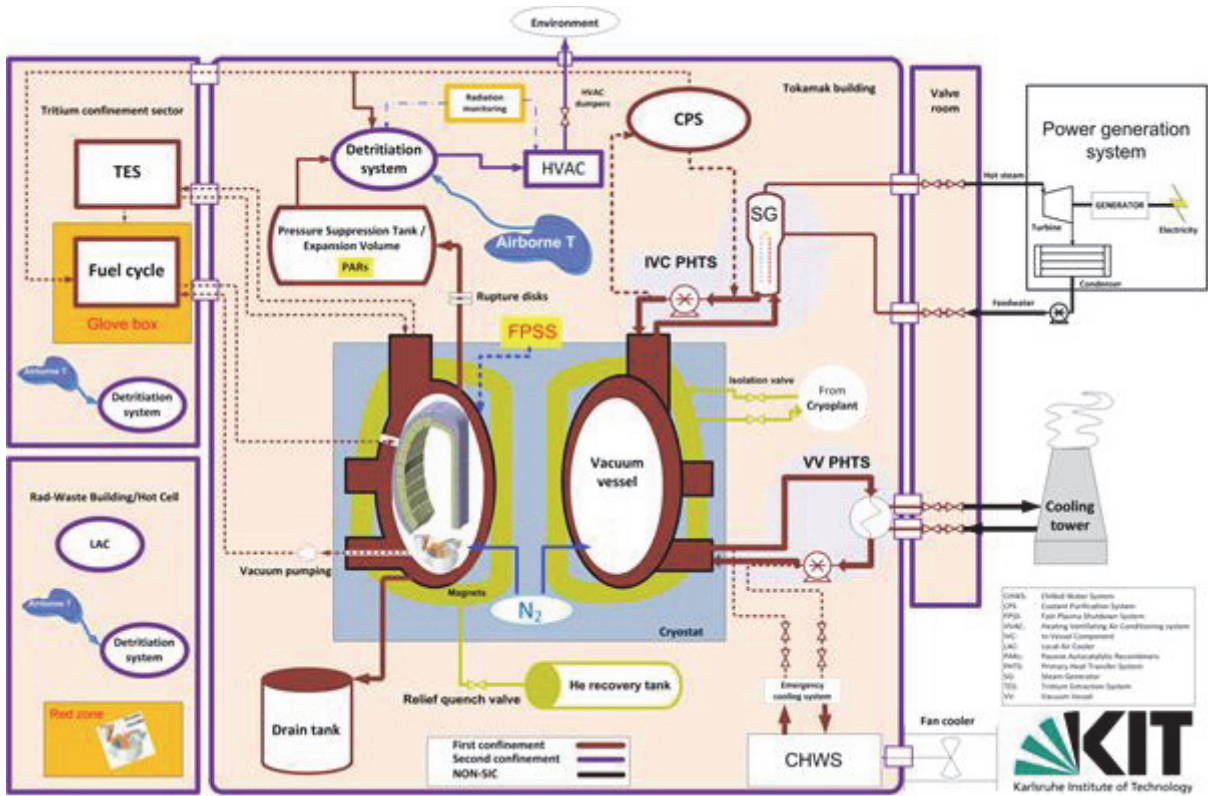 Environment
Tritium confinement sector
TES
Fuel cycle
Glove box
Airborne T
Detritiation
system
Rad-Waste Building/Hot Cell
LAC
Airborne T
Detritiation
system
Red zone
Tokamak building
Radiation
monitoring
HVAC
dumpers
Detritiation
system
HVAC
CPS
Pressure Suppression Tank /
Expansion Volume
PARs
Airborne T
SG
IVC PHTS
Rupture disks
FPSS
Isolation valve
From
Cryoplant
Vacuum
vessel
VV PHTS
Vacuum pumping
Magnets
N2
Cryostat
Relief quench valve
He recovery tank
Drain tank
Emergency
cooling system
CHWS
First confinement
Second confinement
NON-SIC
Valve
room
Power generation
system
Hot steam
GENERATOR
Turbine
Electricity
Condenser
Feedwater
Cooling
tower
CHWS: Chilled Water System
CPS: Coolant Purification System
FPSS: Fast Plasma Shutdown System
HVAC: Heating Ventilating Air Conditioning system
IVC: In Vessel Component
LAC: Local Air Cooler
PARs: Passive Autocatalytic Recombiners
PHTS: Primary Heat Transfer System
SG: Steam Generator
TES: Tritium Extraction System
VV: Vacuum Vessel
Fan cooler
KIT
Karlsruhe Institute of Technology